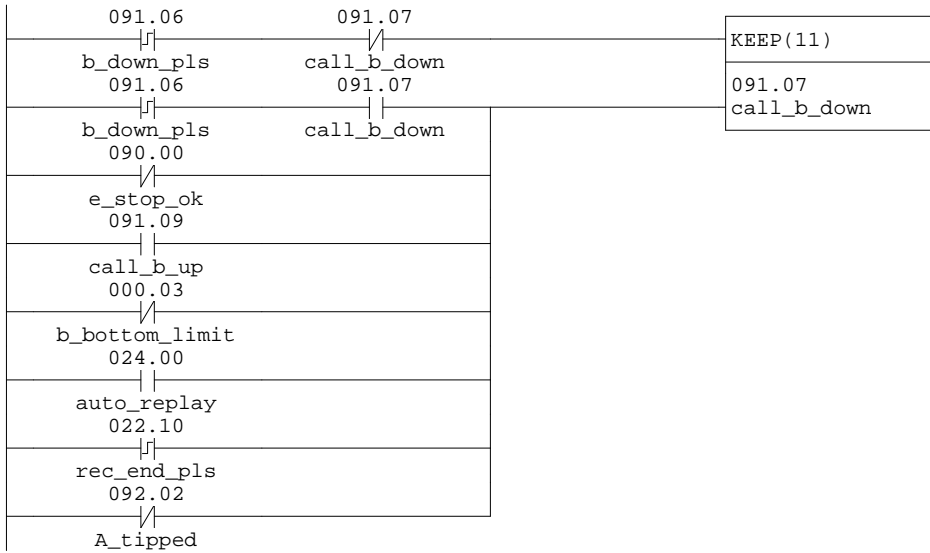 091.06 091.07
KEEP(11)
b_down_pls call_b_down
091.06 091.07 091.07
call_b_down
b_down_pls call_b_down
090.00
e_stop_ok
091.09
call_b_up
000.03
b_bottom_limit
024.00
auto_replay
022.10
rec_end_pls
092.02
A_tipped